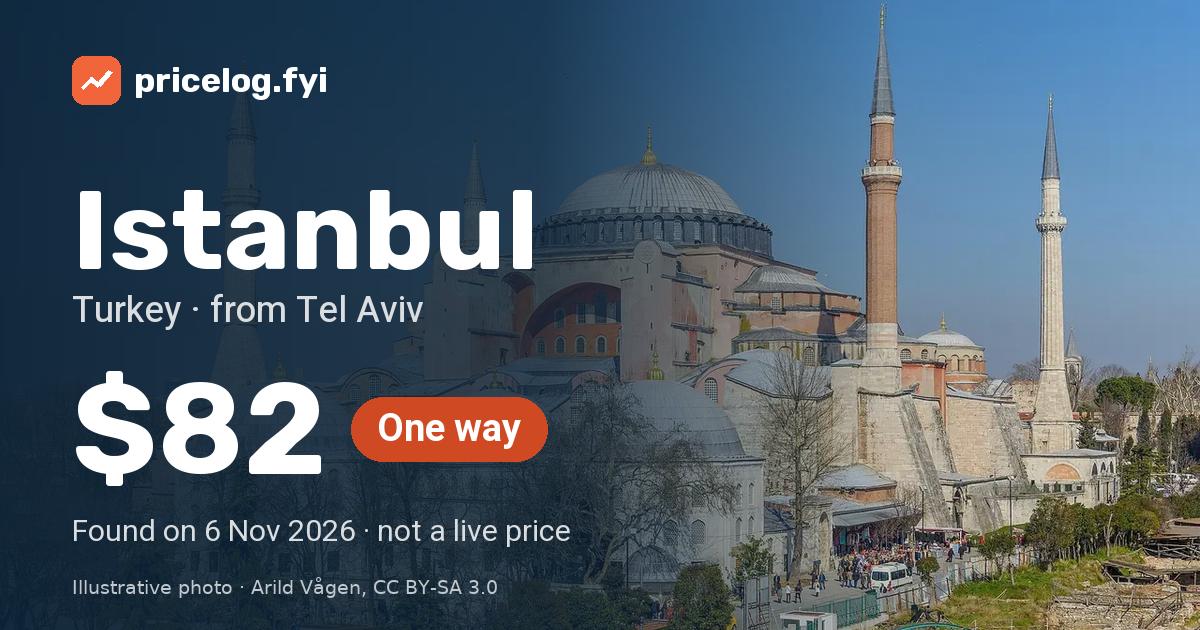 pricelog.fyi
Istanbul
Turkey · from Tel Aviv
$82 One way
Found on 6 Nov 2026 · not a live price
Illustrative photo · Arild Vågen, CC BY-SA 3.0